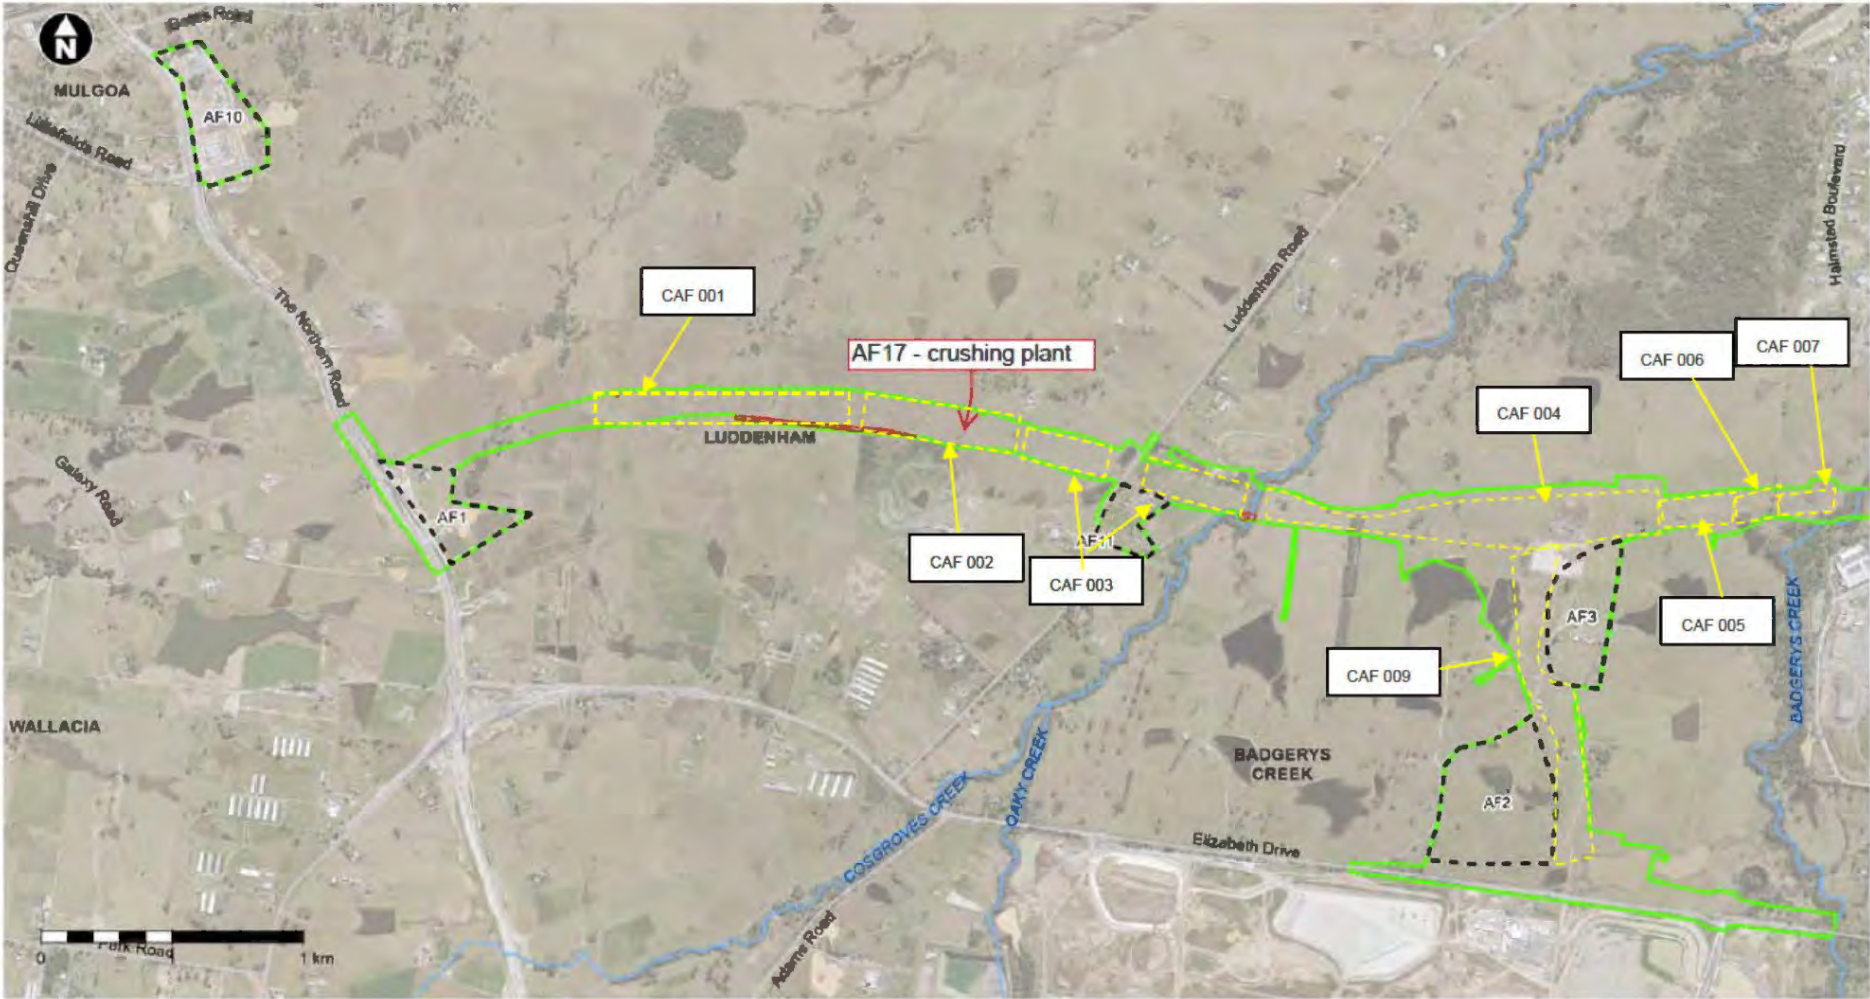 Bates Road
N
MULGOA
AF10
Littlefields Road
Queenshill Drive
Halmstad Boulevard
Luddenham Road
CAF 001
The Northern Road
AF17 - crushing plant
CAF 006
CAF 007
CAF 004
LUDDENHAM
Galaxy Road
AF1
AF11
CAF 002
CAF 003
AF3
CAF 005
CAF 009
BADGERYS CREEK
WALLACIA
BADGERYS
CREEK
OAKY CREEK
COSGROVES CREEK
AF2
Elizabeth Drive
Adams Road
Park Road
0
1 km